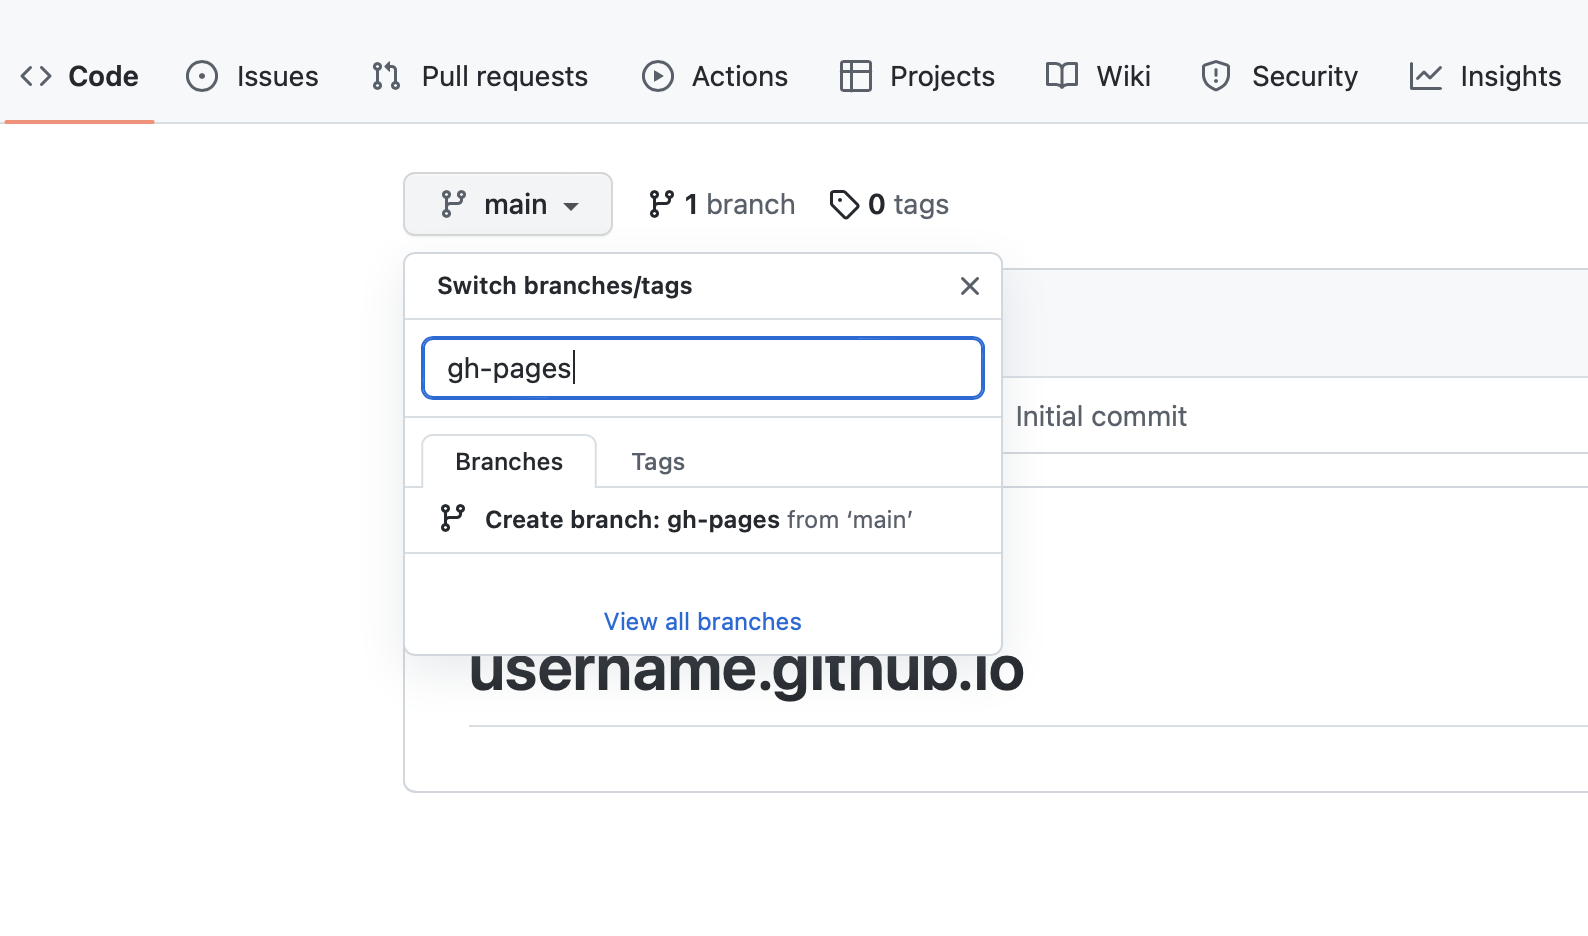 Code Issues Pull requests Actions Projects Wiki Security Insights
main 1 branch 0 tags
Switch branches/tags
gh-pages
Initial commit
Branches Tags
Create branch: gh-pages from ‘main’
View all branches
username.github.io